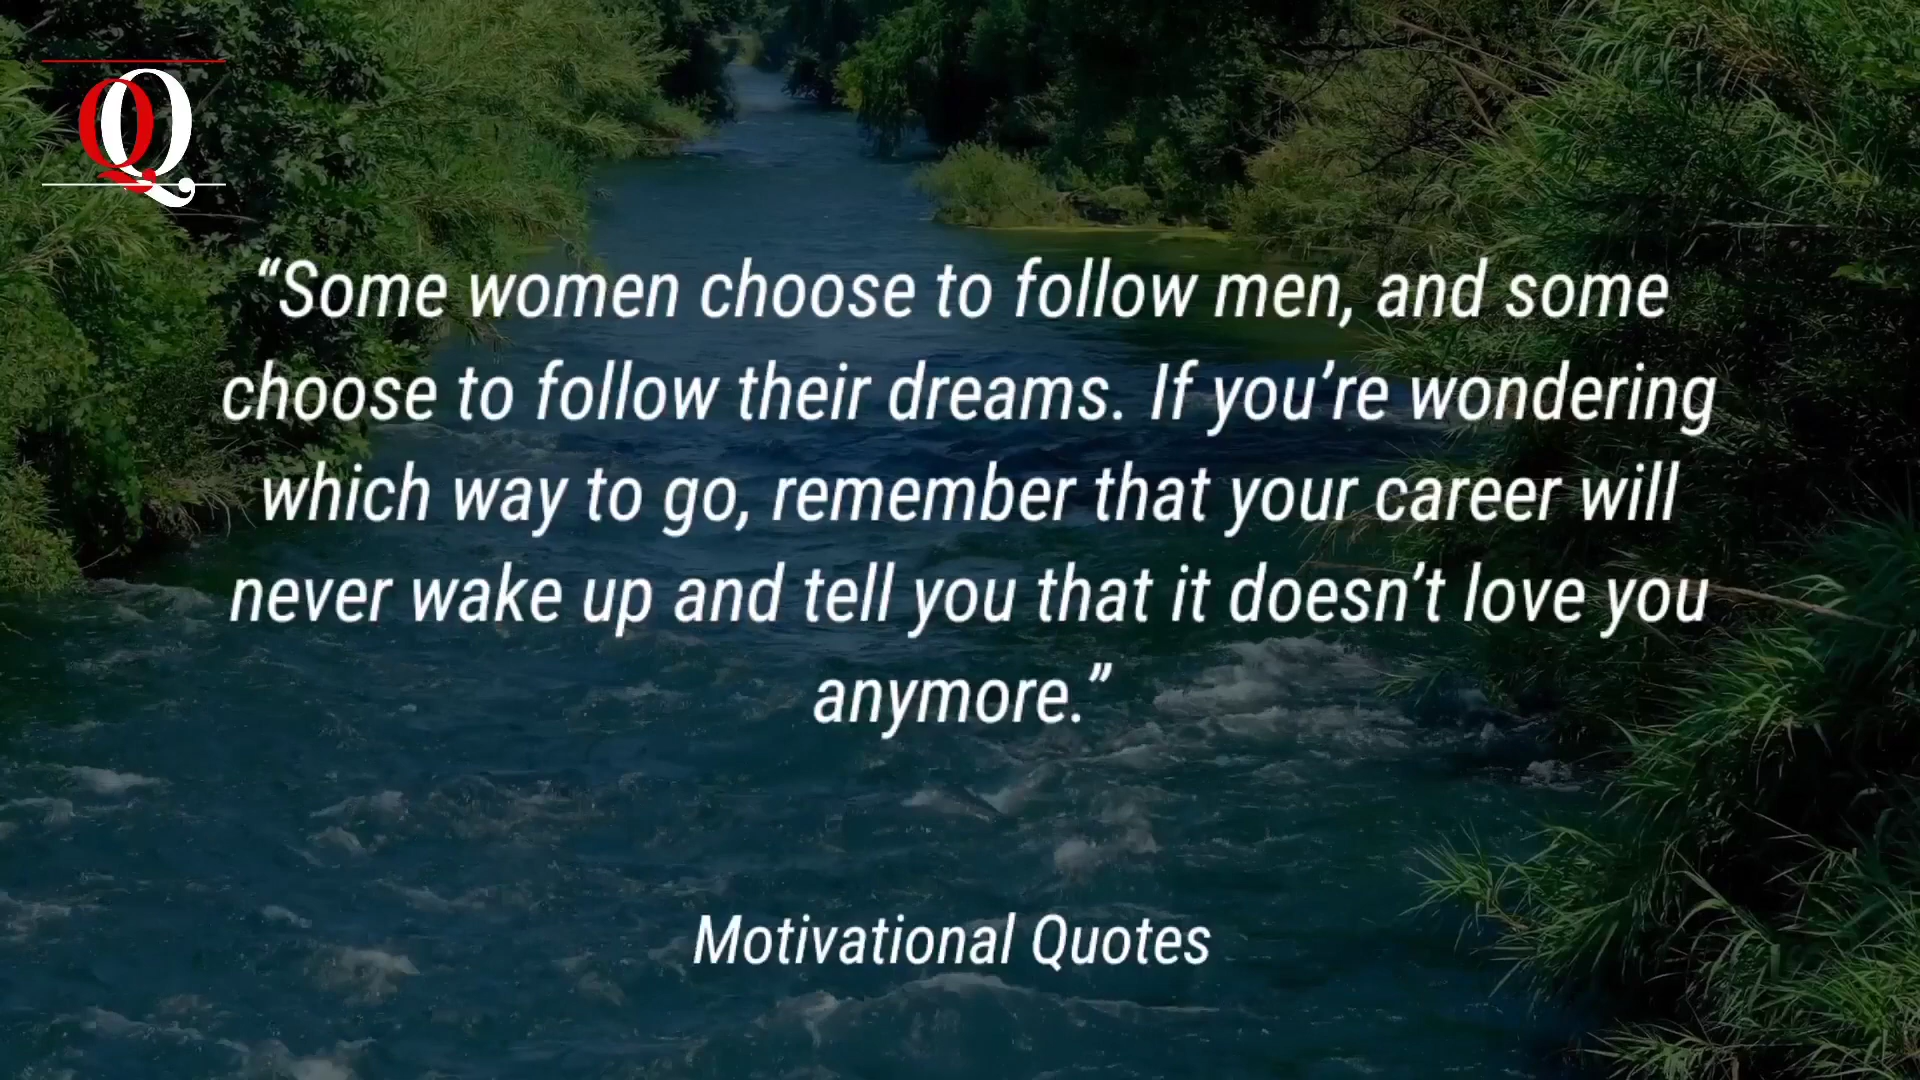 QQ
“Some women choose to follow men, and some
choose to follow their dreams. If you’re wondering
which way to go, remember that your career will
never wake up and tell you that it doesn’t love you
anymore.”
Motivational Quotes